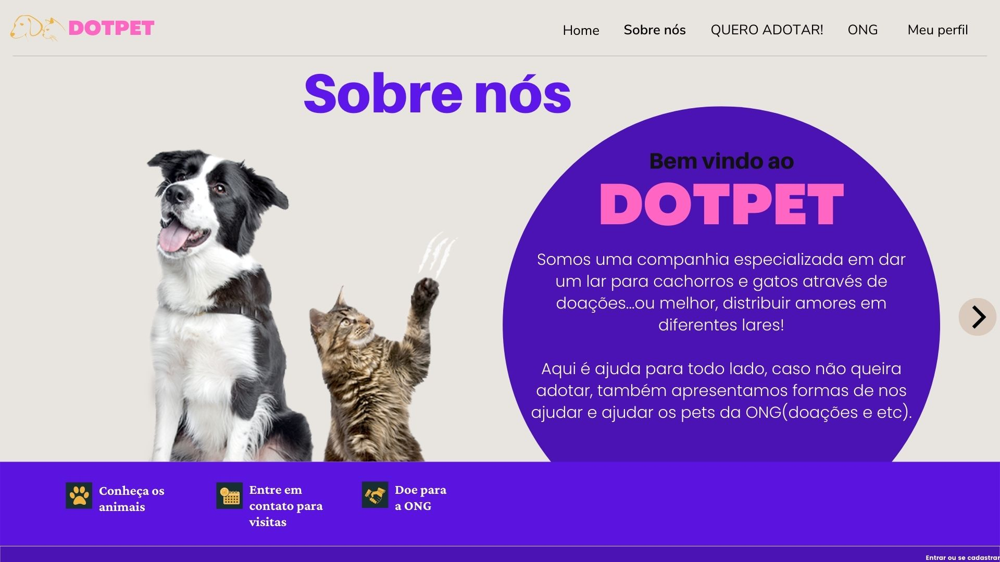 DOTPET
Home Sobre nós QUERO ADOTAR! ONG Meu perfil
Sobre nós
Bem vindo ao
DOTPET
Somos uma companhia especializada em dar
um lar para cachorros e gatos através de
doações...ou melhor, distribuir amores em
diferentes lares!
Aqui é ajuda para todo lado, caso não queira
adotar, também apresentamos formas de nos
ajudar e ajudar os pets da ONG(doações e etc).
Conheça os
animais
Entre em
contato para
visitas
Doe para
a ONG
Entrar ou se cadastrar